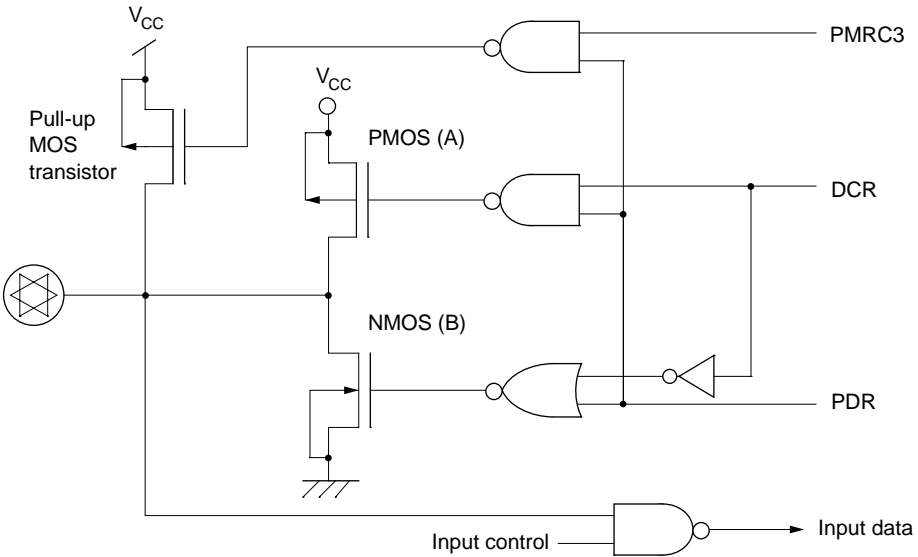 VCC
PMRC3
VCC
Pull-up
MOS
transistor
PMOS (A)
DCR
NMOS (B)
PDR
Input control
Input data